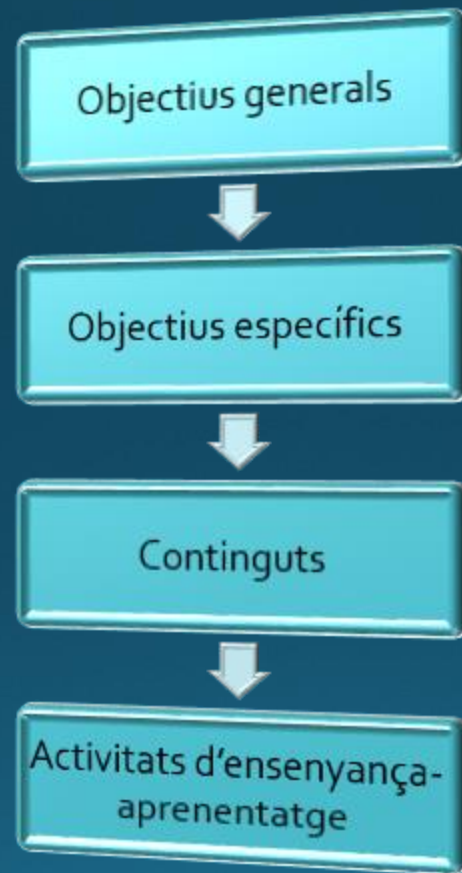 Objectius generals
Objectius específics
Continguts
Activitats d'ensenyança-
aprenentatge